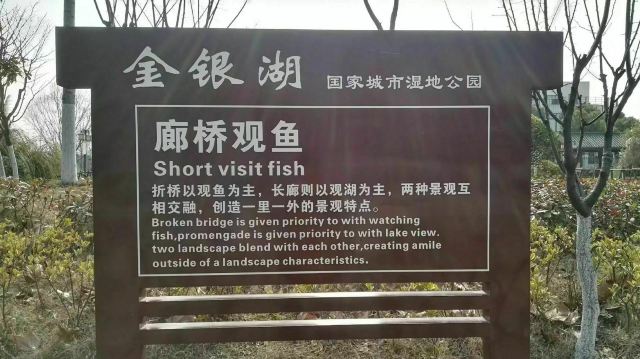 金银湖 国家城市湿地公园
廊桥观鱼
Short visit fish
折桥以观鱼为主，长廊则以观湖为主，两种景观互
相交融，创造一里一外的景观特点。
Broken bridge is given priority to with watching
fish,promengade is given priority to with lake view.
two landscape blend with each other,creating amile
outside of a landscape characteristics.